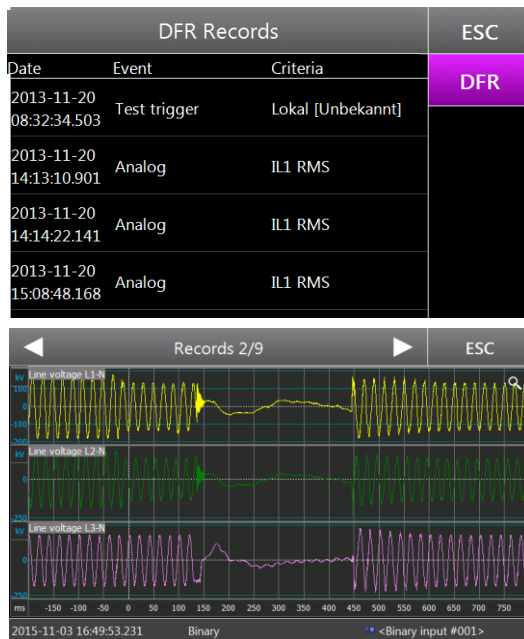 DFR Records
ESC
Date Event Criteria
DFR
2013-11-20
08:32:34.503
Test trigger
Lokal [Unbekannt]
2013-11-20
14:13:10.901
Analog
IL1 RMS
2013-11-20
14:14:22.141
Analog
IL1 RMS
2013-11-20
15:08:48.168
Analog
IL1 RMS
Records 2/9
ESC
kV Line voltage L1-N
100
0
-100
-200
kV Line voltage L2-N
0
-250
kV Line voltage L3-N
0
-250
ms -150 -100 -50 0 50 100 150 200 250 300 350 400 450 500 550 600 650 700 750
2015-11-03 16:49:53.231 Binary <Binary input #001>